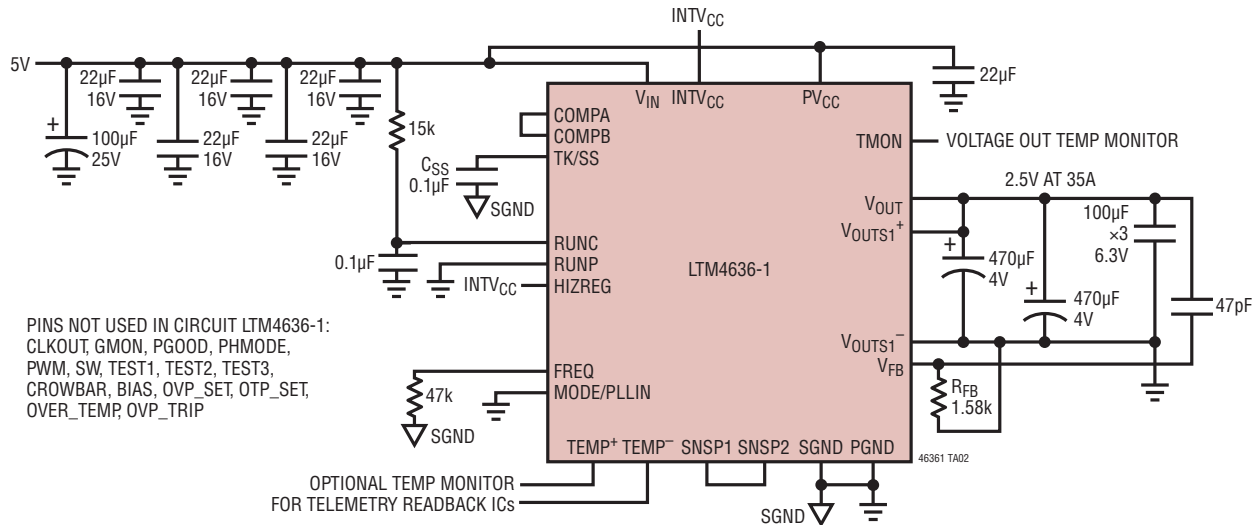 INTVCC
5V
22µF
16V
22µF
16V
22µF
16V
22µF
+
100µF
25V
22µF
16V
22µF
16V
15k
VIN
INTVCC
PVCC
COMPA
COMPB
TK/SS
CSS
0.1µF
SGND
TMON
VOLTAGE OUT TEMP MONITOR
2.5V AT 35A
VOUT
VOUTS1+
100µF
×3
6.3V
+
470µF
4V
+
470µF
4V
47pF
RUNC
RUNP
HIZREG
0.1µF
INTVCC
LTM4636-1
PINS NOT USED IN CIRCUIT LTM4636-1:
CLKOUT, GMON, PGOOD, PHMODE,
PWM, SW, TEST1, TEST2, TEST3,
CROWBAR, BIAS, OVP_SET, OTP_SET,
OVER_TEMP, OVP_TRIP
VOUTS1–
VFB
RFB
1.58k
FREQ
MODE/PLLIN
47k
SGND
TEMP+
TEMP–
SNSP1
SNSP2
SGND
PGND
46361 TA02
OPTIONAL TEMP MONITOR
FOR TELEMETRY READBACK ICs
SGND